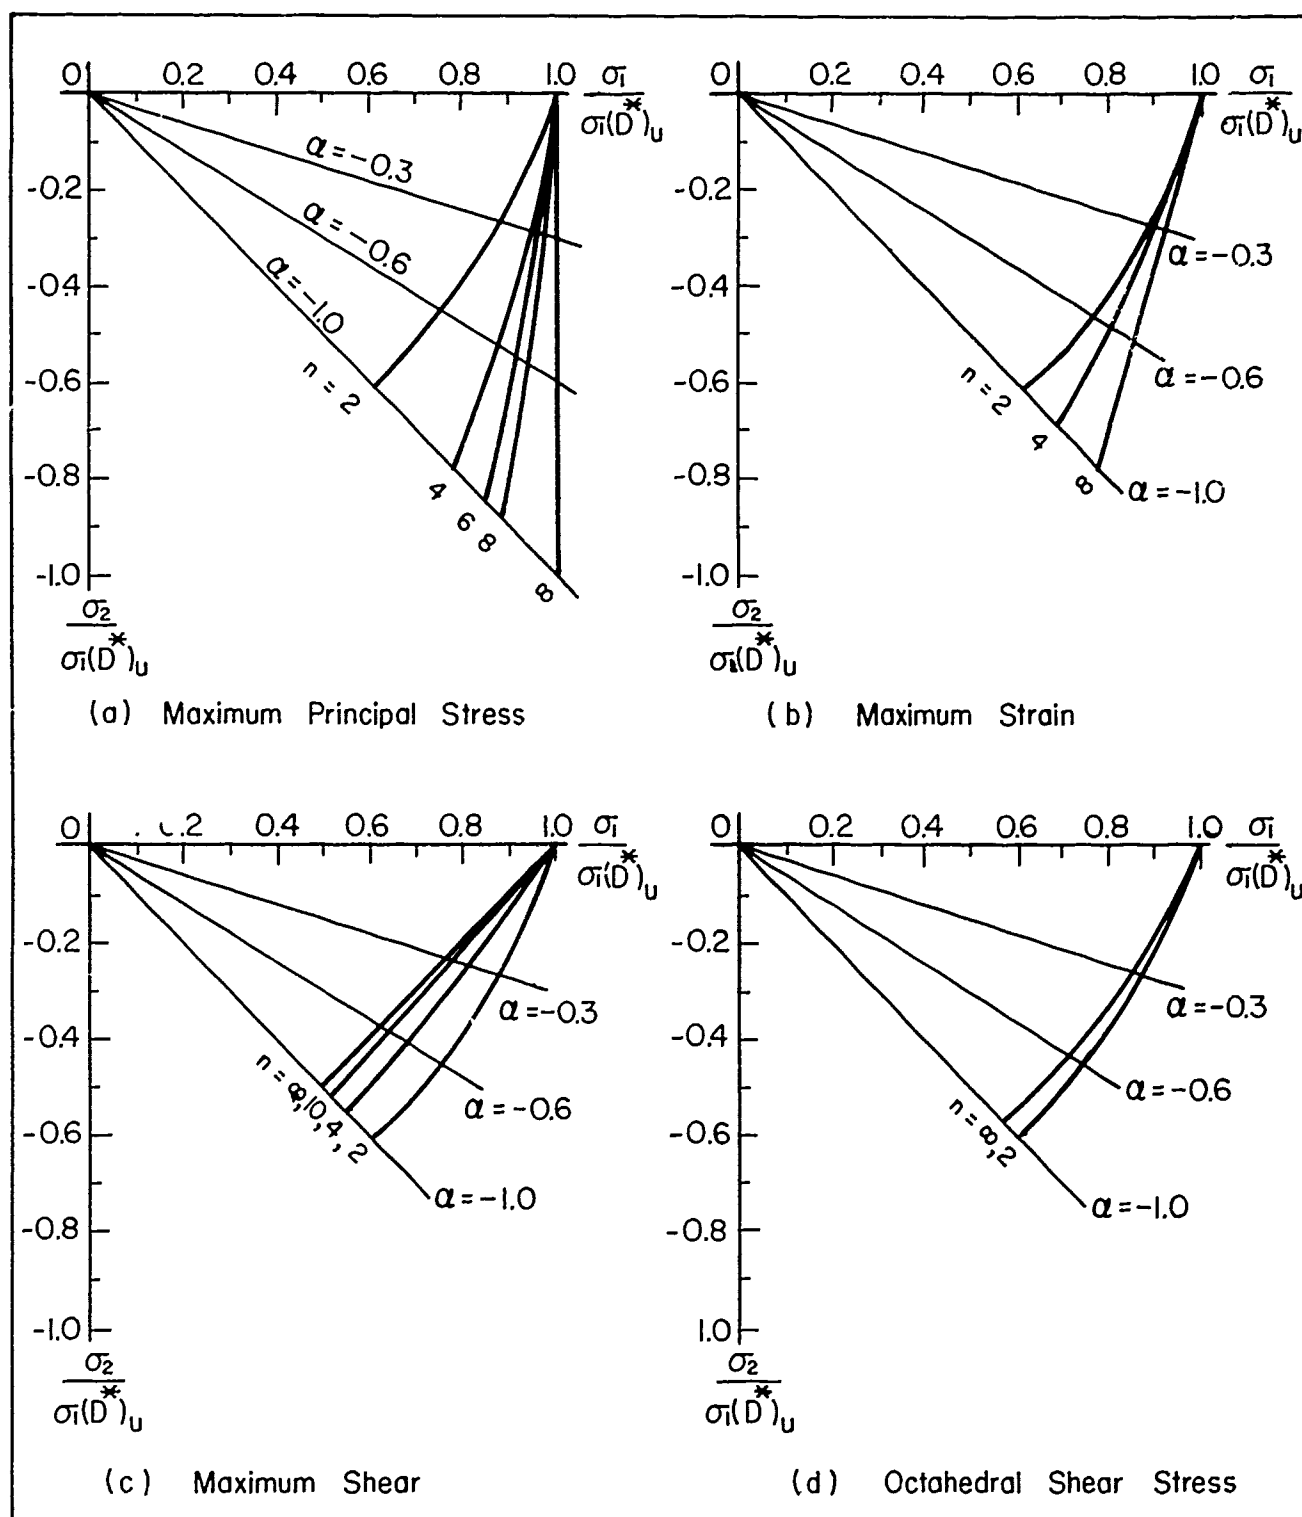 0 0.2 0.4 0.6 0.8 1.0 σ1
σ1(D*)u
α=-0.3
α=-0.6
α=-1.0
-0.2
-0.4
-0.6
-0.8
-1.0
n = 2
4
6 8
∞
σ2
σ1(D*)u
(a) Maximum Principal Stress
0 0.2 0.4 0.6 0.8 1.0 σ1
σ1(D*)u
-0.2
-0.4
-0.6
-0.8
-1.0
α=-0.3
α=-0.6
n = 2
4
∞
α=-1.0
σ2
σ1(D*)u
(b) Maximum Strain
0 0.2 0.4 0.6 0.8 1.0 σ1
σ1(D*)u
-0.2
-0.4
-0.6
-0.8
-1.0
α=-0.3
α=-0.6
n = ∞,10,4,2
α=-1.0
σ2
σ1(D*)u
(c) Maximum Shear
0 0.2 0.4 0.6 0.8 1.0 σ1
σ1(D*)u
-0.2
-0.4
-0.6
-0.8
1.0
α=-0.3
α=-0.6
n=∞,2
α=-1.0
σ2
σ1(D*)u
(d) Octahedral Shear Stress